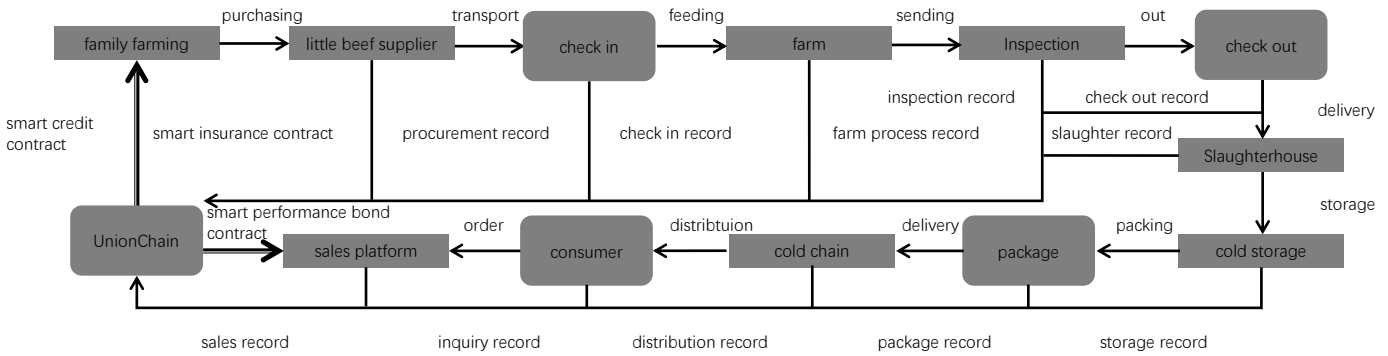 purchasing
transport
feeding
sending
out
family farming
little beef supplier
check in
farm
Inspection
check out
inspection record
check out record
delivery
smart credit
contract
smart insurance contract
procurement record
check in record
farm process record
slaughter record
Slaughterhouse
storage
smart performance bond
contract
UnionChain
order
distribtuion
delivery
packing
sales platform
consumer
cold chain
package
cold storage
sales record
inquiry record
distribution record
package record
storage record